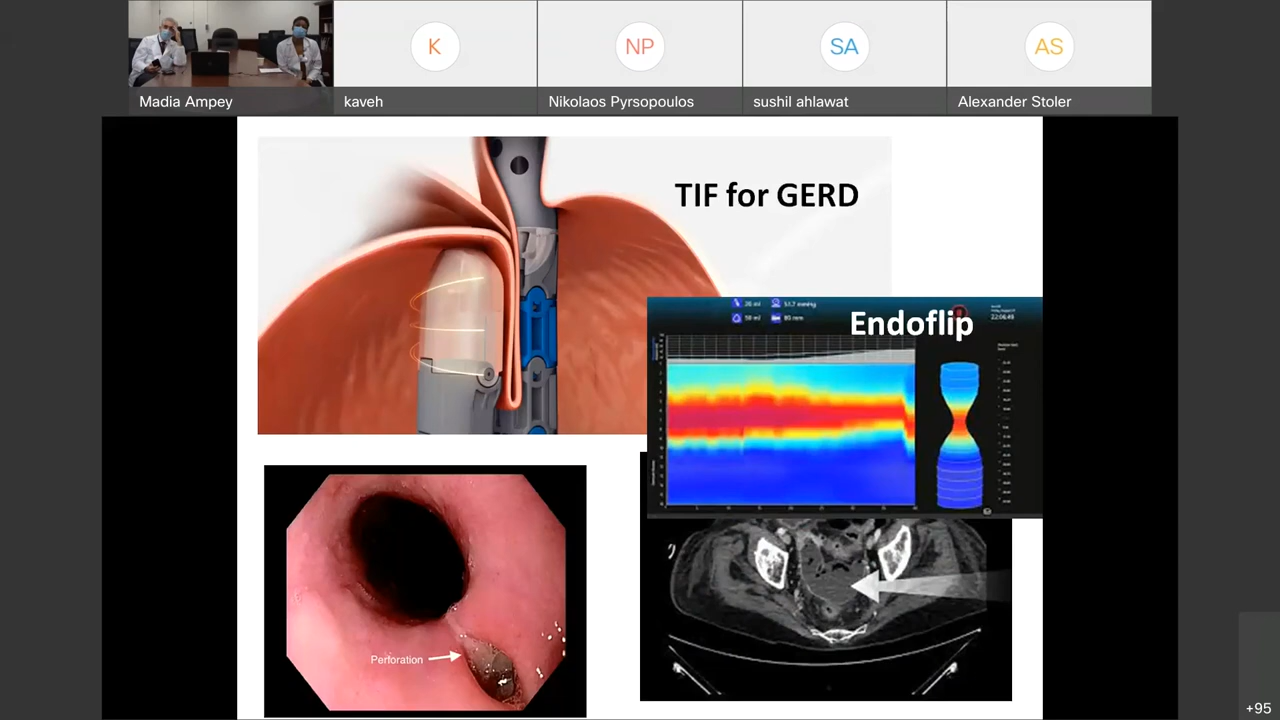 K
NP
SA
AS
Madia Ampey
kaveh
Nikolaos Pyrsopoulos
sushil ahlawat
Alexander Stoler
TIF for GERD
Endoflip
Perforation
+95